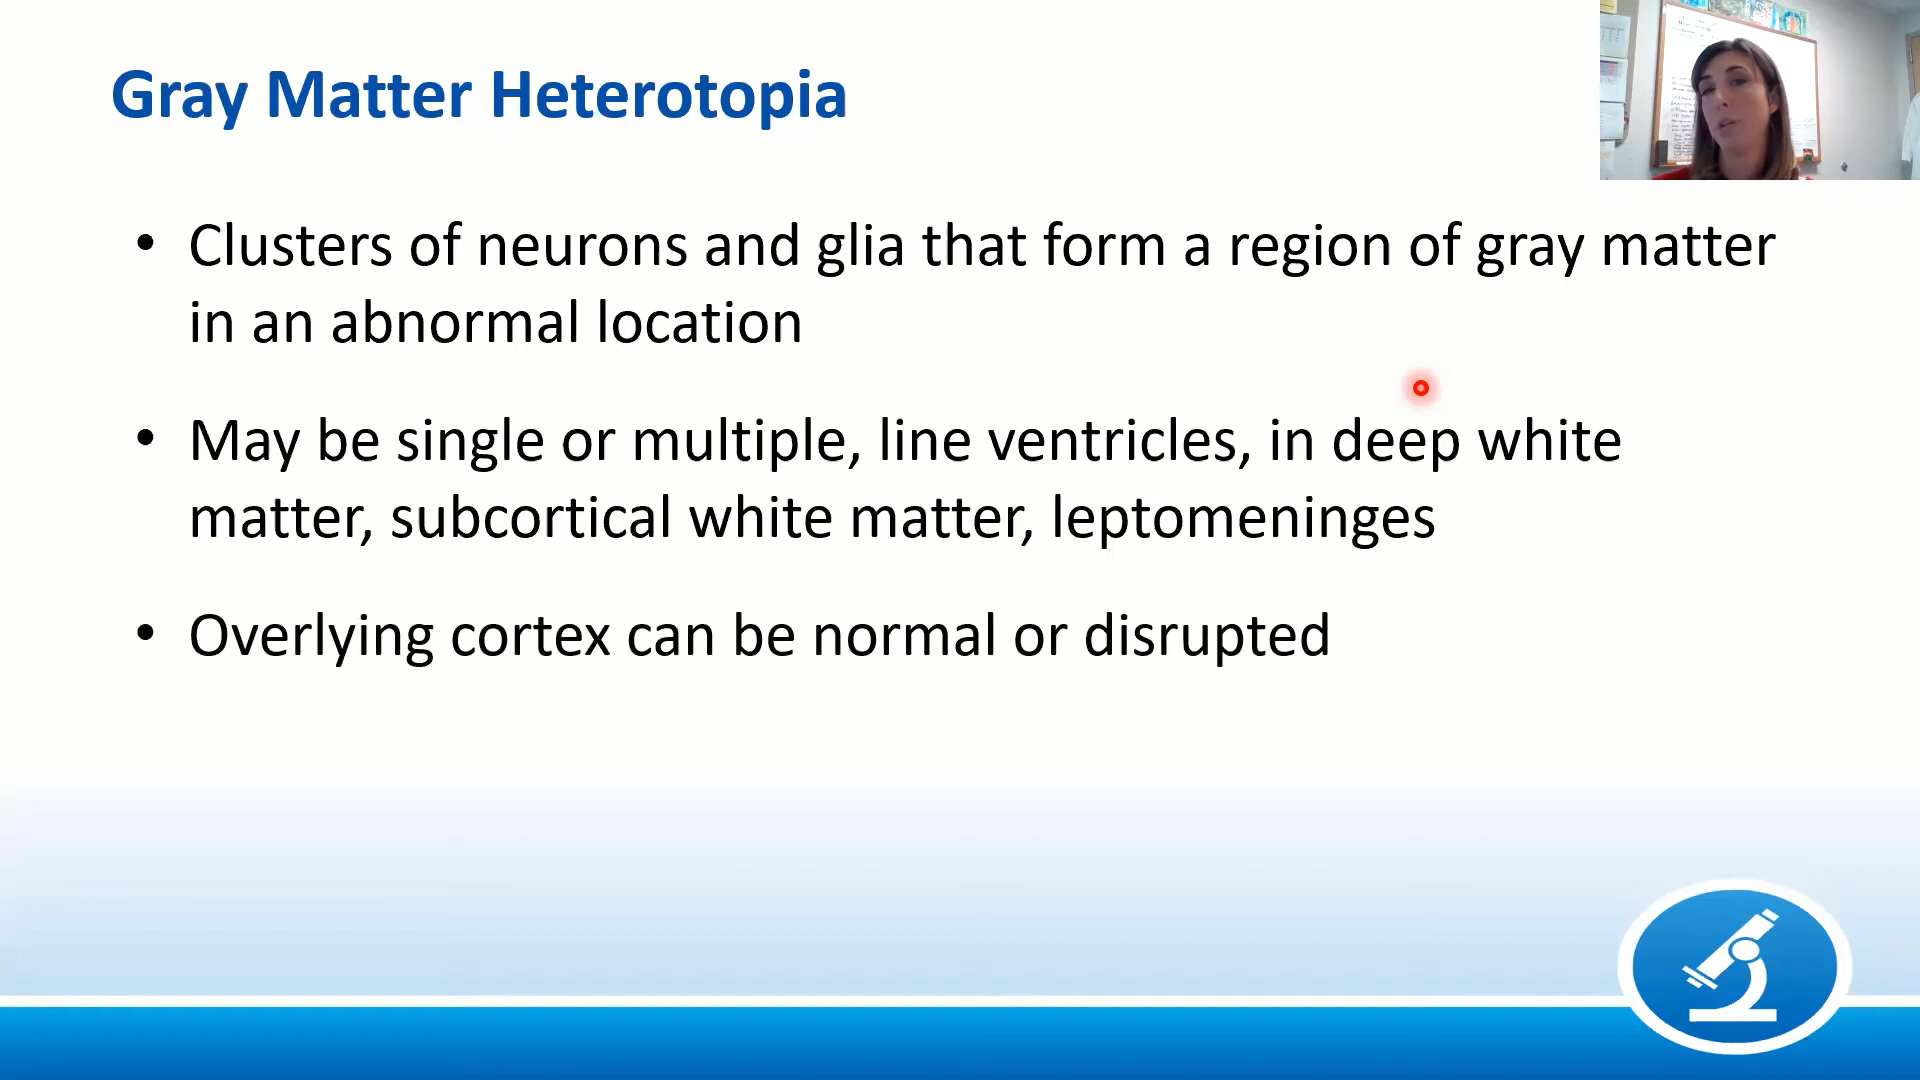 Gray Matter Heterotopia
• Clusters of neurons and glia that form a region of gray matter
in an abnormal location
• May be single or multiple, line ventricles, in deep white
matter, subcortical white matter, leptomeninges
• Overlying cortex can be normal or disrupted